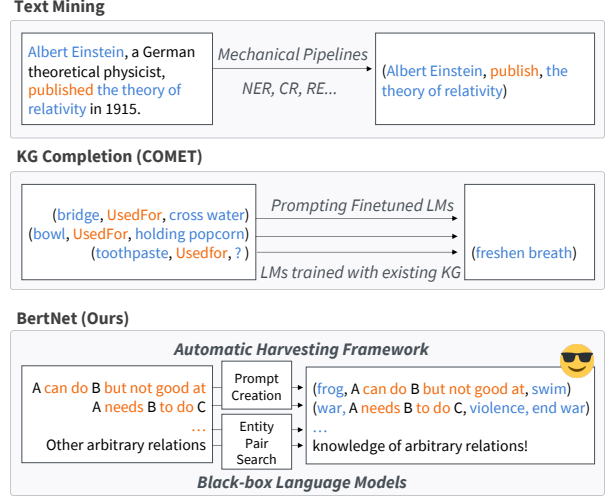 Text Mining
Albert Einstein, a German
theoretical physicist,
published the theory of
relativity in 1915.
Mechanical Pipelines
NER, CR, RE...
(Albert Einstein, publish, the
theory of relativity)
KG Completion (COMET)
(bridge, UsedFor, cross water)
(bowl, UsedFor, holding popcorn)
(toothpaste, Usedfor, ? )
Prompting Finetuned LMs
LMs trained with existing KG
(freshen breath)
BertNet (Ours)
Automatic Harvesting Framework
A can do B but not good at
A needs B to do C
...
Other arbitrary relations
Prompt
Creation
Entity
Pair
Search
(frog, A can do B but not good at, swim)
(war, A needs B to do C, violence, end war)
...
knowledge of arbitrary relations!
Black-box Language Models